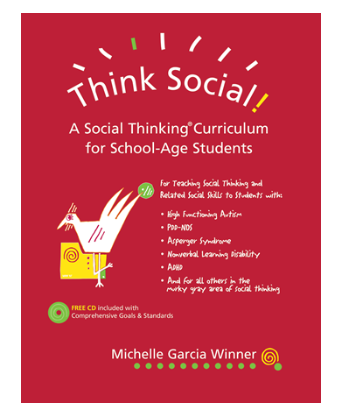 Think Social!
A Social Thinking® Curriculum
for School-Age Students
For Teaching Social Thinking and
Related Social Skills to Students with:
• High Functioning Autism
• PDD-NOS
• Asperger Syndrome
• Nonverbal Learning Disability
• ADHD
• And for all others in the
murky gray area of social thinking
FREE CD included with
Comprehensive Goals & Standards
Michelle Garcia Winner